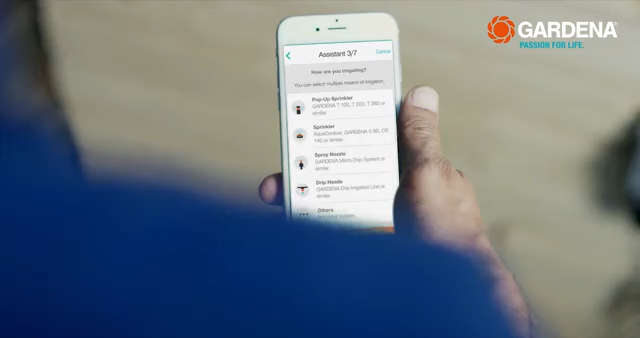 GARDENA®
PASSION FOR LIFE.
Assistant 3/7
Cancel
How are you irrigating?
You can select multiple means of irrigation.
Pop-Up Sprinkler
GARDENA T 100, T 200, T 380 or
similar.
Sprinkler
AquaContour, GARDENA S 80, OS
140 or similar.
Spray Nozzle
GARDENA Micro-Drip-System or
similar.
Drip Heads
GARDENA Drip Irrigation Line or
similar.
Others